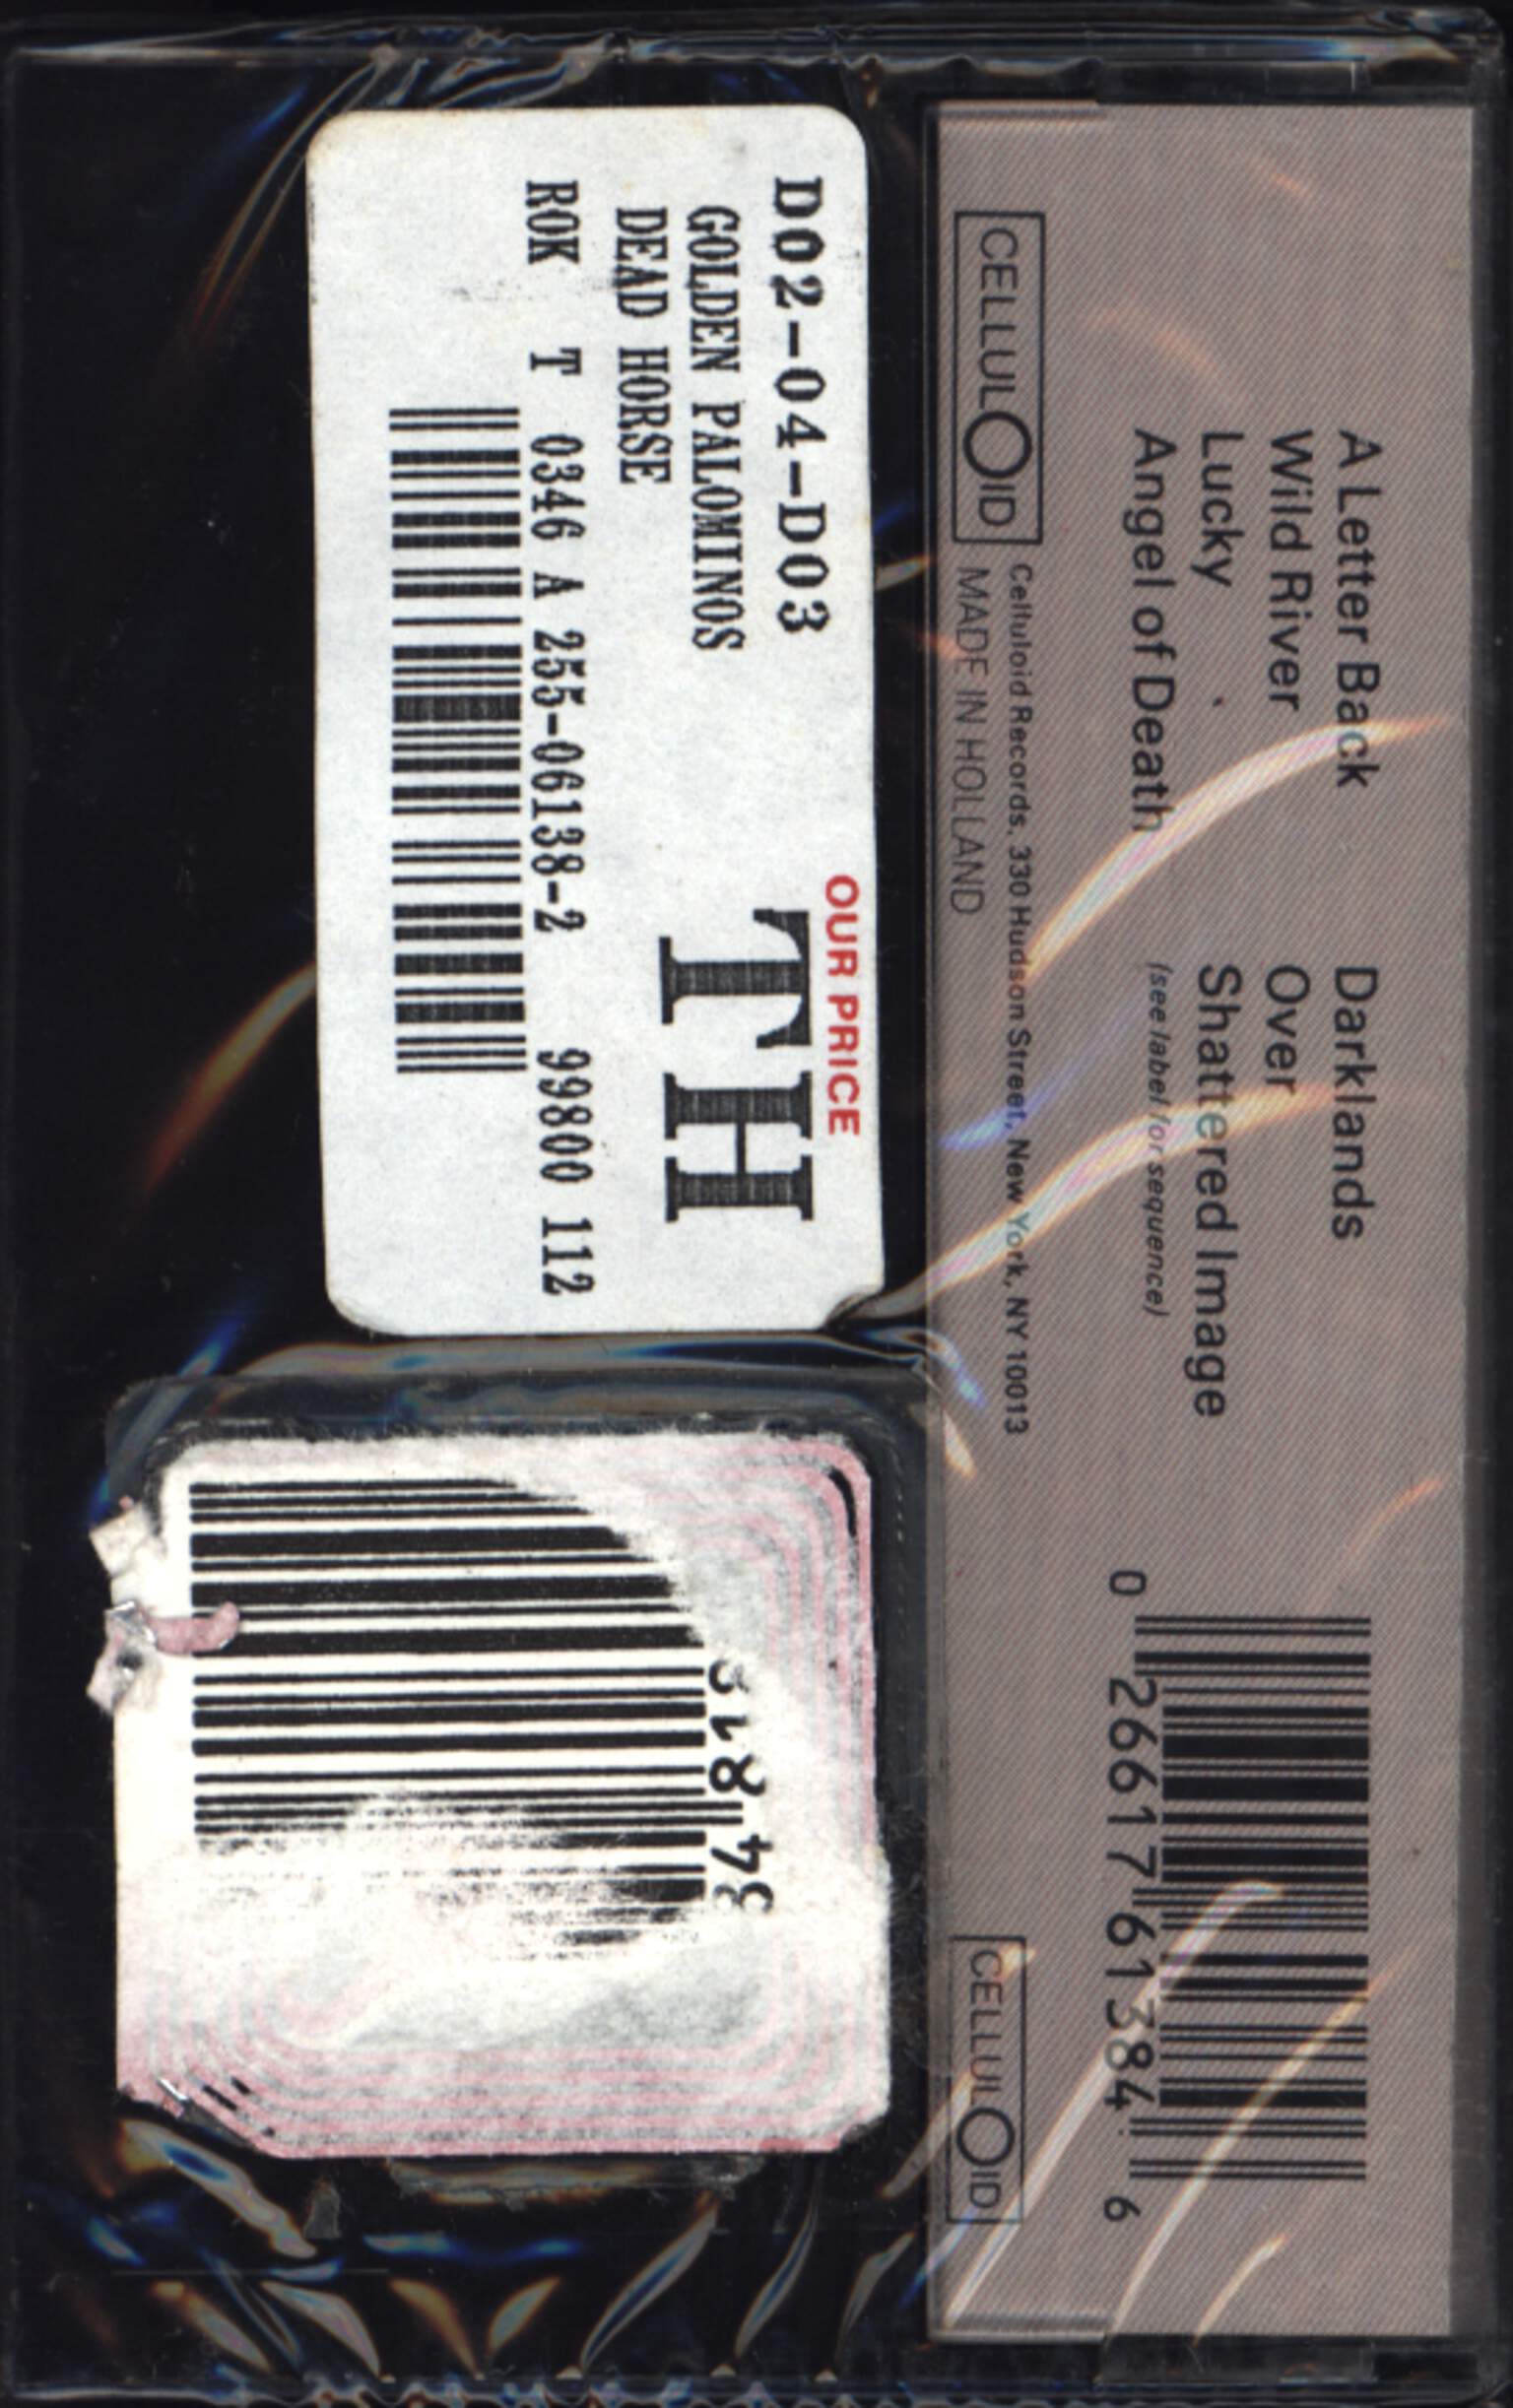 A Letter Back
Wild River
Lucky
Angel of Death
Darklands
Over
Shattered Image
(see label for sequence)
0 26617 61384 6
CELLULOID
Celluloid Records, 330 Hudson Street, New York, NY 10013
MADE IN HOLLAND
CELLULOID
OUR PRICE
D02-04-D03
TH
GOLDEN PALOMINOS
DEAD HORSE
ROK T 0346 A 255-06138-2 99800 112